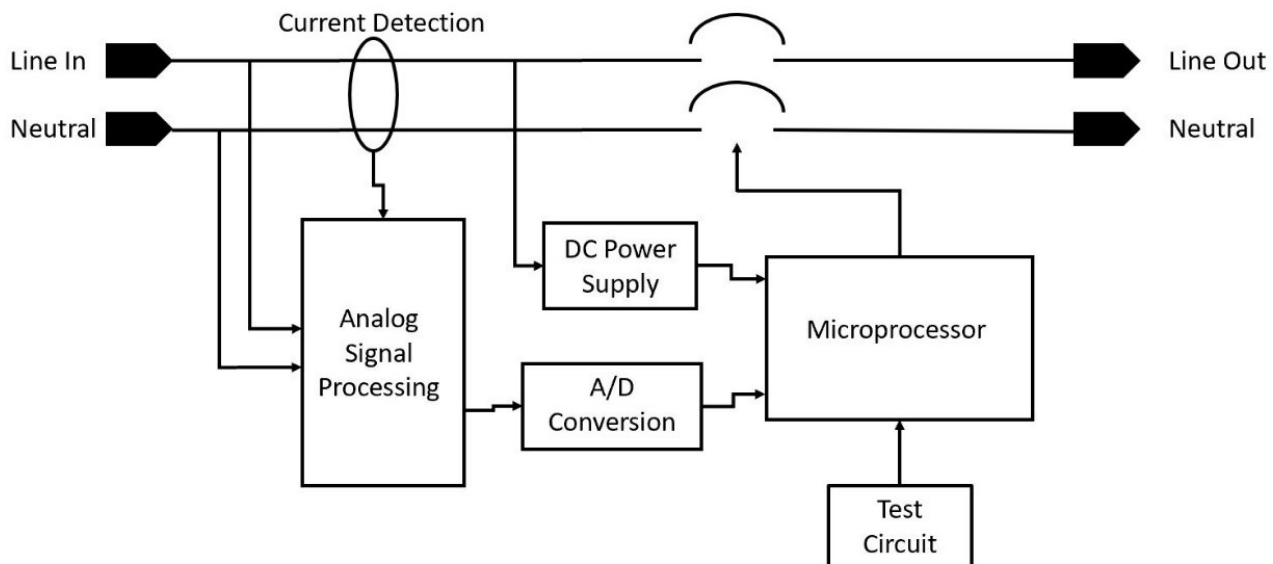 Current Detection
Line In
Line Out
Neutral
Neutral
DC Power
Supply
Analog
Signal
Processing
Microprocessor
A/D
Conversion
Test
Circuit